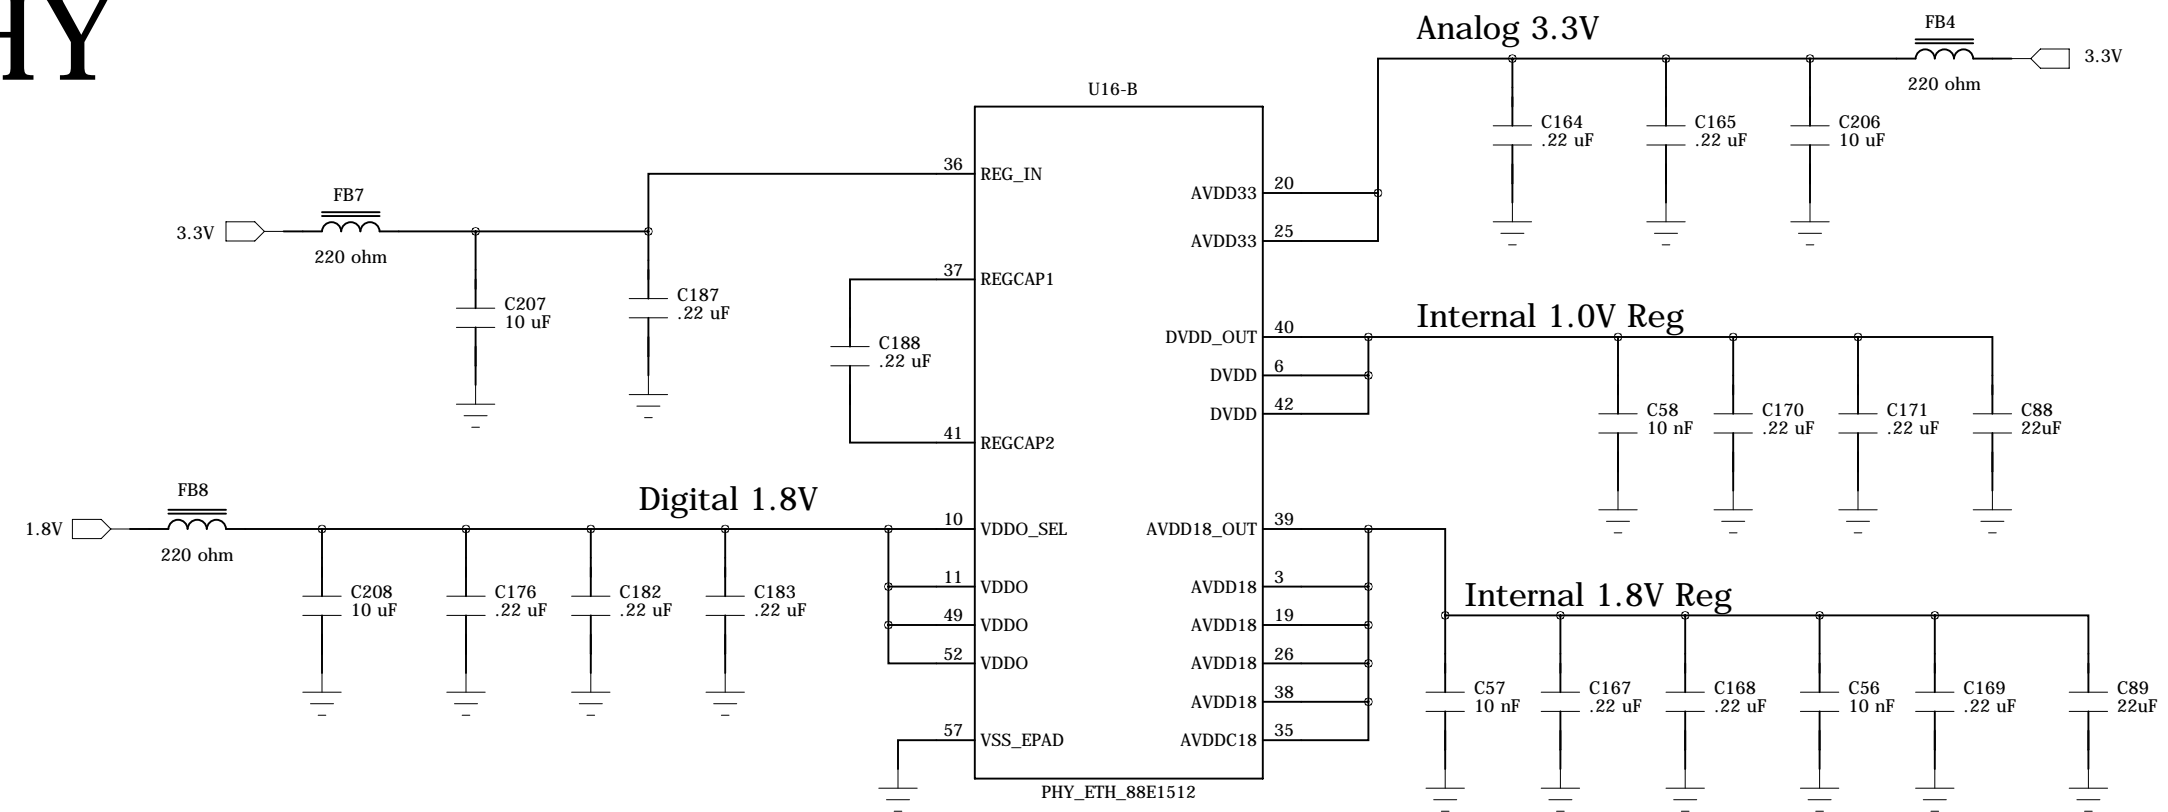 HY
Analog 3.3V
FB4
3.3V
220 ohm
C164
.22 uF
C165
.22 uF
C206
10 uF
U16-B
36
REG_IN
FB7
3.3V
220 ohm
C207
10 uF
C187
.22 uF
37
REGCAP1
C188
.22 uF
41
REGCAP2
20
AVDD33
25
AVDD33
Internal 1.0V Reg
40
DVDD_OUT
6
DVDD
42
DVDD
C58
10 nF
C170
.22 uF
C171
.22 uF
C88
22uF
FB8
Digital 1.8V
1.8V
220 ohm
10
VDDO_SEL
11
VDDO
49
VDDO
52
VDDO
C208
10 uF
C176
.22 uF
C182
.22 uF
C183
.22 uF
57
VSS_EPAD
39
AVDD18_OUT
3
AVDD18
19
AVDD18
26
AVDD18
38
AVDD18
35
AVDDC18
Internal 1.8V Reg
C57
10 nF
C167
.22 uF
C168
.22 uF
C56
10 nF
C169
.22 uF
C89
22uF
PHY_ETH_88E1512